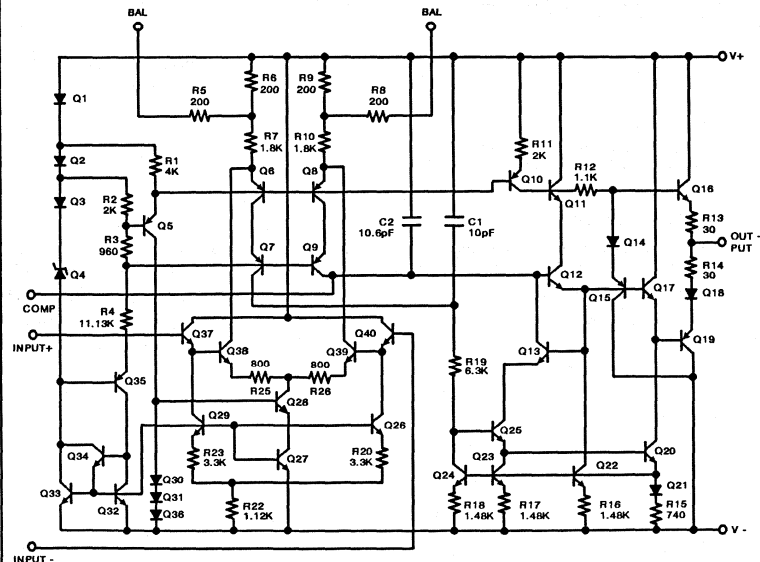 BAL
BAL
V+
R6
200
R9
200
R5
200
R8
200
Q1
R7
1.8K
R10
1.8K
R11
2K
Q2
R1
4K
Q6
Q8
Q10
R12
1.1K
Q16
Q3
R2
2K
Q5
Q11
R13
30
C2
10.6pF
C1
10pF
R3
960
Q7
Q9
Q14
OUT -
PUT
R14
30
Q4
Q12
Q15
Q17
Q18
COMP
R4
11.13K
Q37
Q38
Q39
Q40
Q13
Q19
INPUT+
800
R25
800
R26
R19
6.3K
Q35
Q28
Q29
Q26
Q25
Q34
R23
3.3K
Q27
R20
3.3K
Q24
Q23
Q22
Q20
Q33
Q32
Q30
Q31
Q36
R22
1.12K
R18
1.48K
R17
1.48K
R16
1.48K
Q21
R15
740
V -
INPUT -